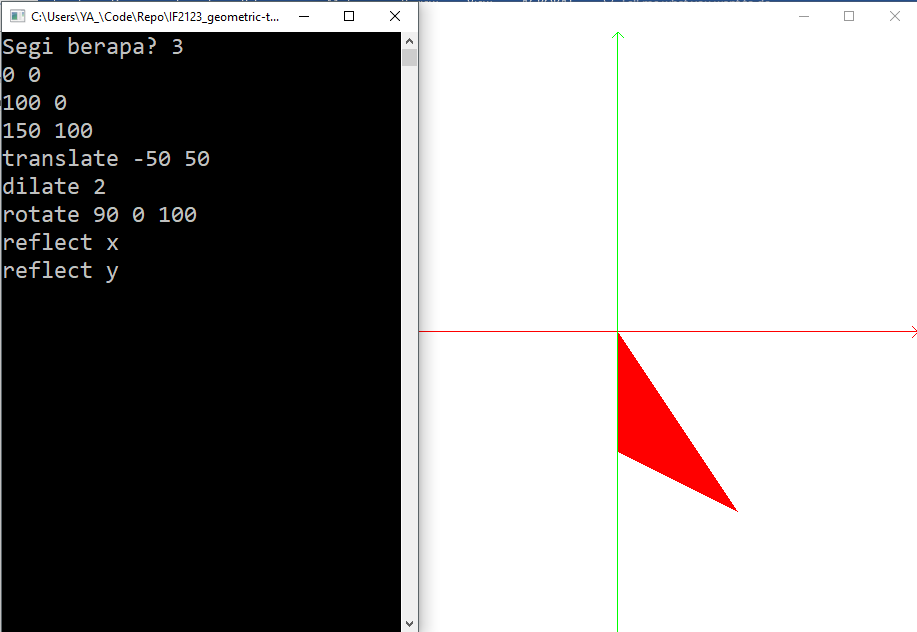 C:\Users\YA_\Code\Repo\IF2123_geometric-t...
Segi berapa? 3
0 0
100 0
150 100
translate -50 50
dilate 2
rotate 90 0 100
reflect x
reflect y